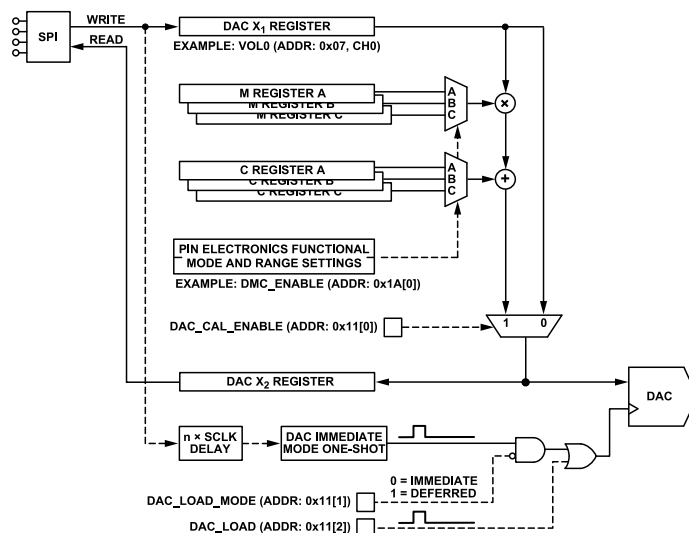 SPI
WRITE
READ
DAC X₁ REGISTER
EXAMPLE: VOL0 (ADDR: 0x07, CH0)
M REGISTER A
M REGISTER B
M REGISTER C
A
B
C
×
C REGISTER A
C REGISTER B
C REGISTER C
A
B
C
+
PIN ELECTRONICS FUNCTIONAL
MODE AND RANGE SETTINGS
EXAMPLE: DMC_ENABLE (ADDR: 0x1A[0])
1 0
DAC_CAL_ENABLE (ADDR: 0x11[0])
DAC X₂ REGISTER
DAC
n × SCLK
DELAY
DAC IMMEDIATE
MODE ONE-SHOT
0 = IMMEDIATE
1 = DEFERRED
DAC_LOAD_MODE (ADDR: 0x11[1])
DAC_LOAD (ADDR: 0x11[2])